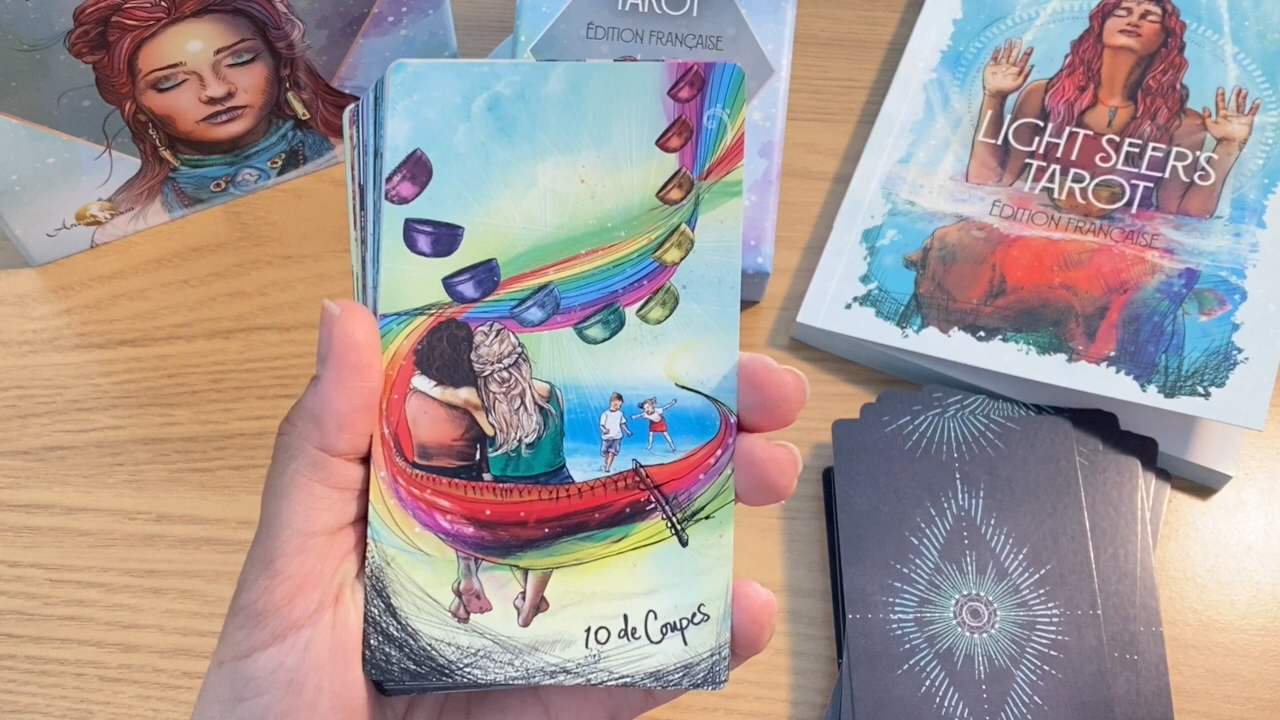 TAROT
ÉDITION FRANÇAISE
LIGHT SEER'S
TAROT
ÉDITION FRANÇAISE
10 de Coupes